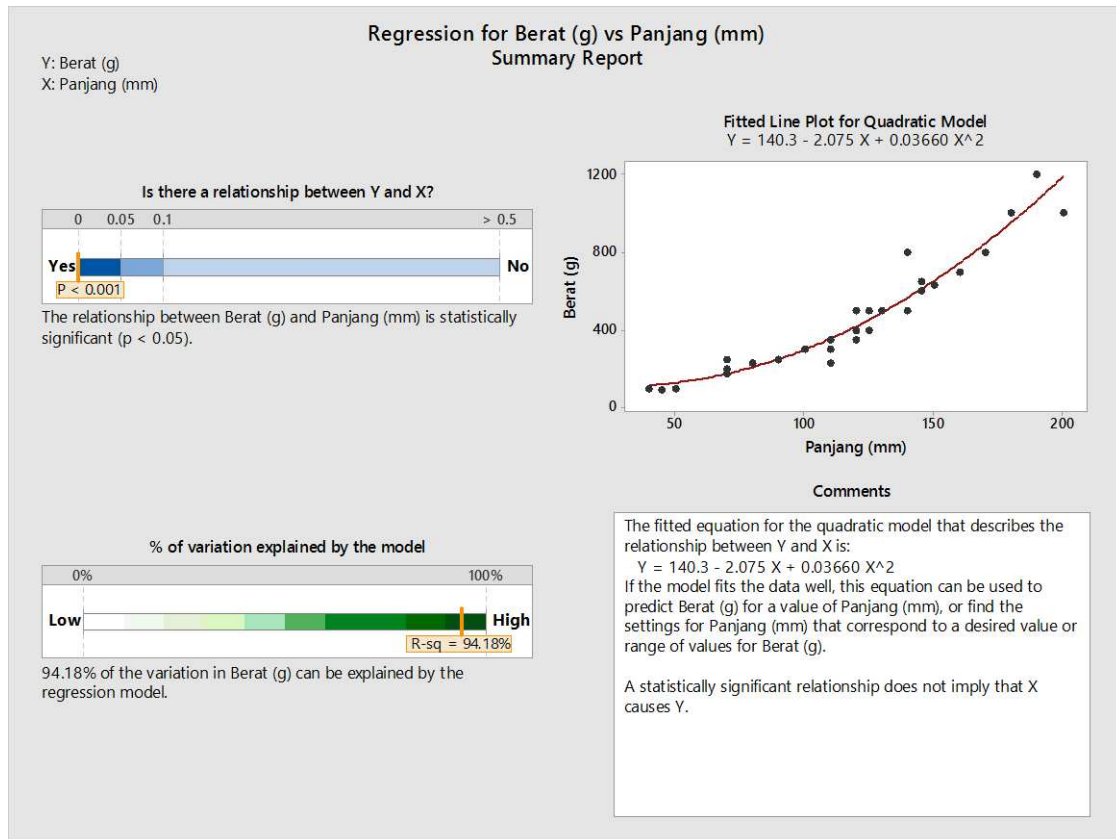 Regression for Berat (g) vs Panjang (mm)
Summary Report
Y: Berat (g)
X: Panjang (mm)
Is there a relationship between Y and X?
0 0.05 0.1 > 0.5
Yes No
P < 0.001
The relationship between Berat (g) and Panjang (mm) is statistically
significant (p < 0.05).
% of variation explained by the model
0% 100%
Low High
R-sq = 94.18%
94.18% of the variation in Berat (g) can be explained by the
regression model.
Fitted Line Plot for Quadratic Model
Y = 140.3 - 2.075 X + 0.03660 X^2
1200
800
400
0
Berat (g)
50 100 150 200
Panjang (mm)
Comments
The fitted equation for the quadratic model that describes the
relationship between Y and X is:
Y = 140.3 - 2.075 X + 0.03660 X^2
If the model fits the data well, this equation can be used to
predict Berat (g) for a value of Panjang (mm), or find the
settings for Panjang (mm) that correspond to a desired value or
range of values for Berat (g).
A statistically significant relationship does not imply that X
causes Y.